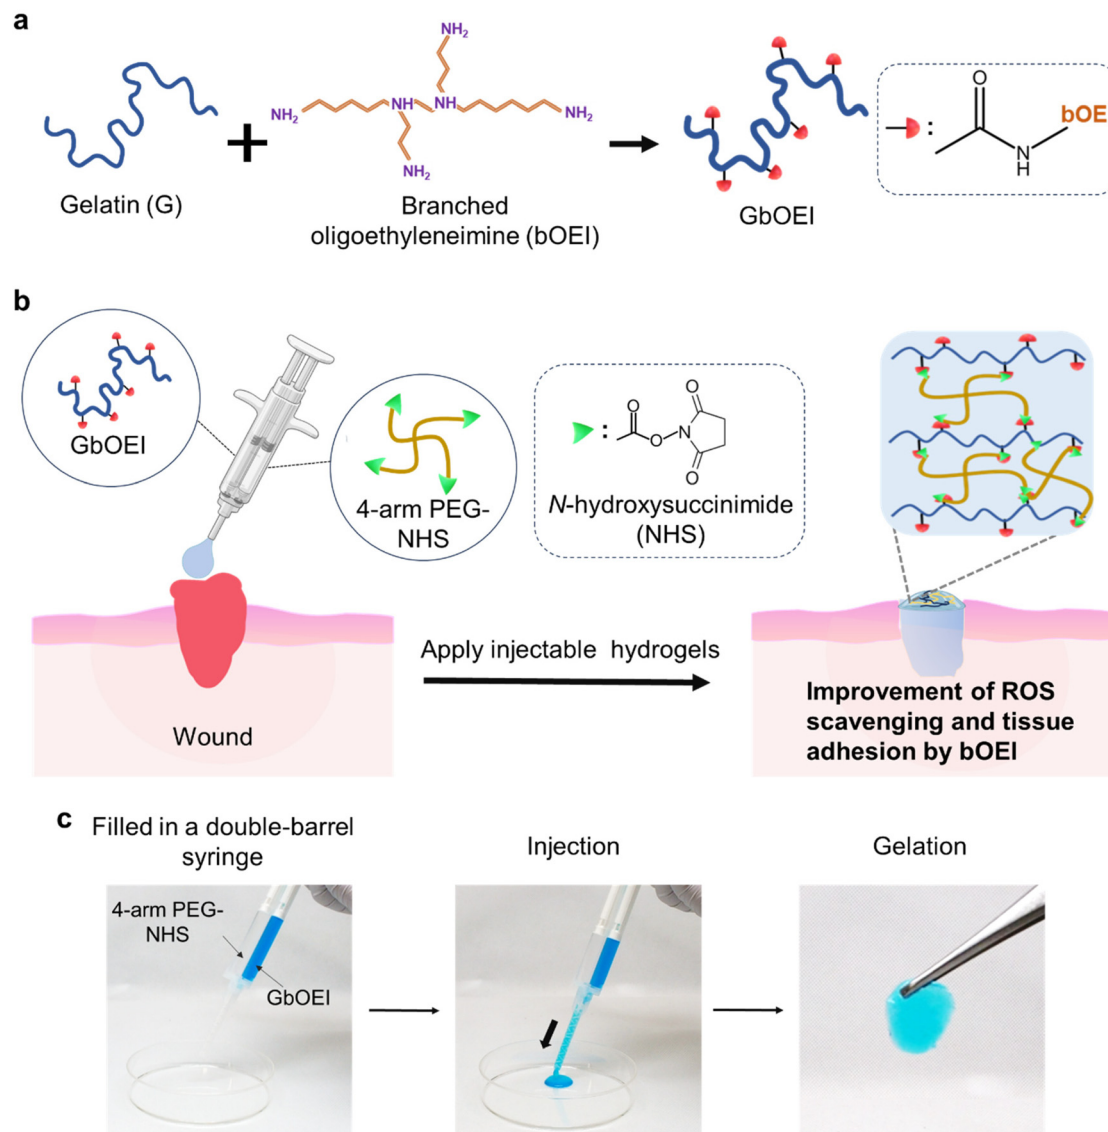 a
NH2
NH2
NH
NH
NH2
NH2
Gelatin (G)
Branched
oligoethyleneimine (bOEI)
GbOEI
:
O
N
H
bOE
b
GbOEI
4-arm PEG-
NHS
:
O
O
N
O
O
N-hydroxysuccinimide
(NHS)
Wound
Apply injectable hydrogels
Improvement of ROS
scavenging and tissue
adhesion by bOEI
c
Filled in a double-barrel
syringe
4-arm PEG-
NHS
GbOEI
Injection
Gelation